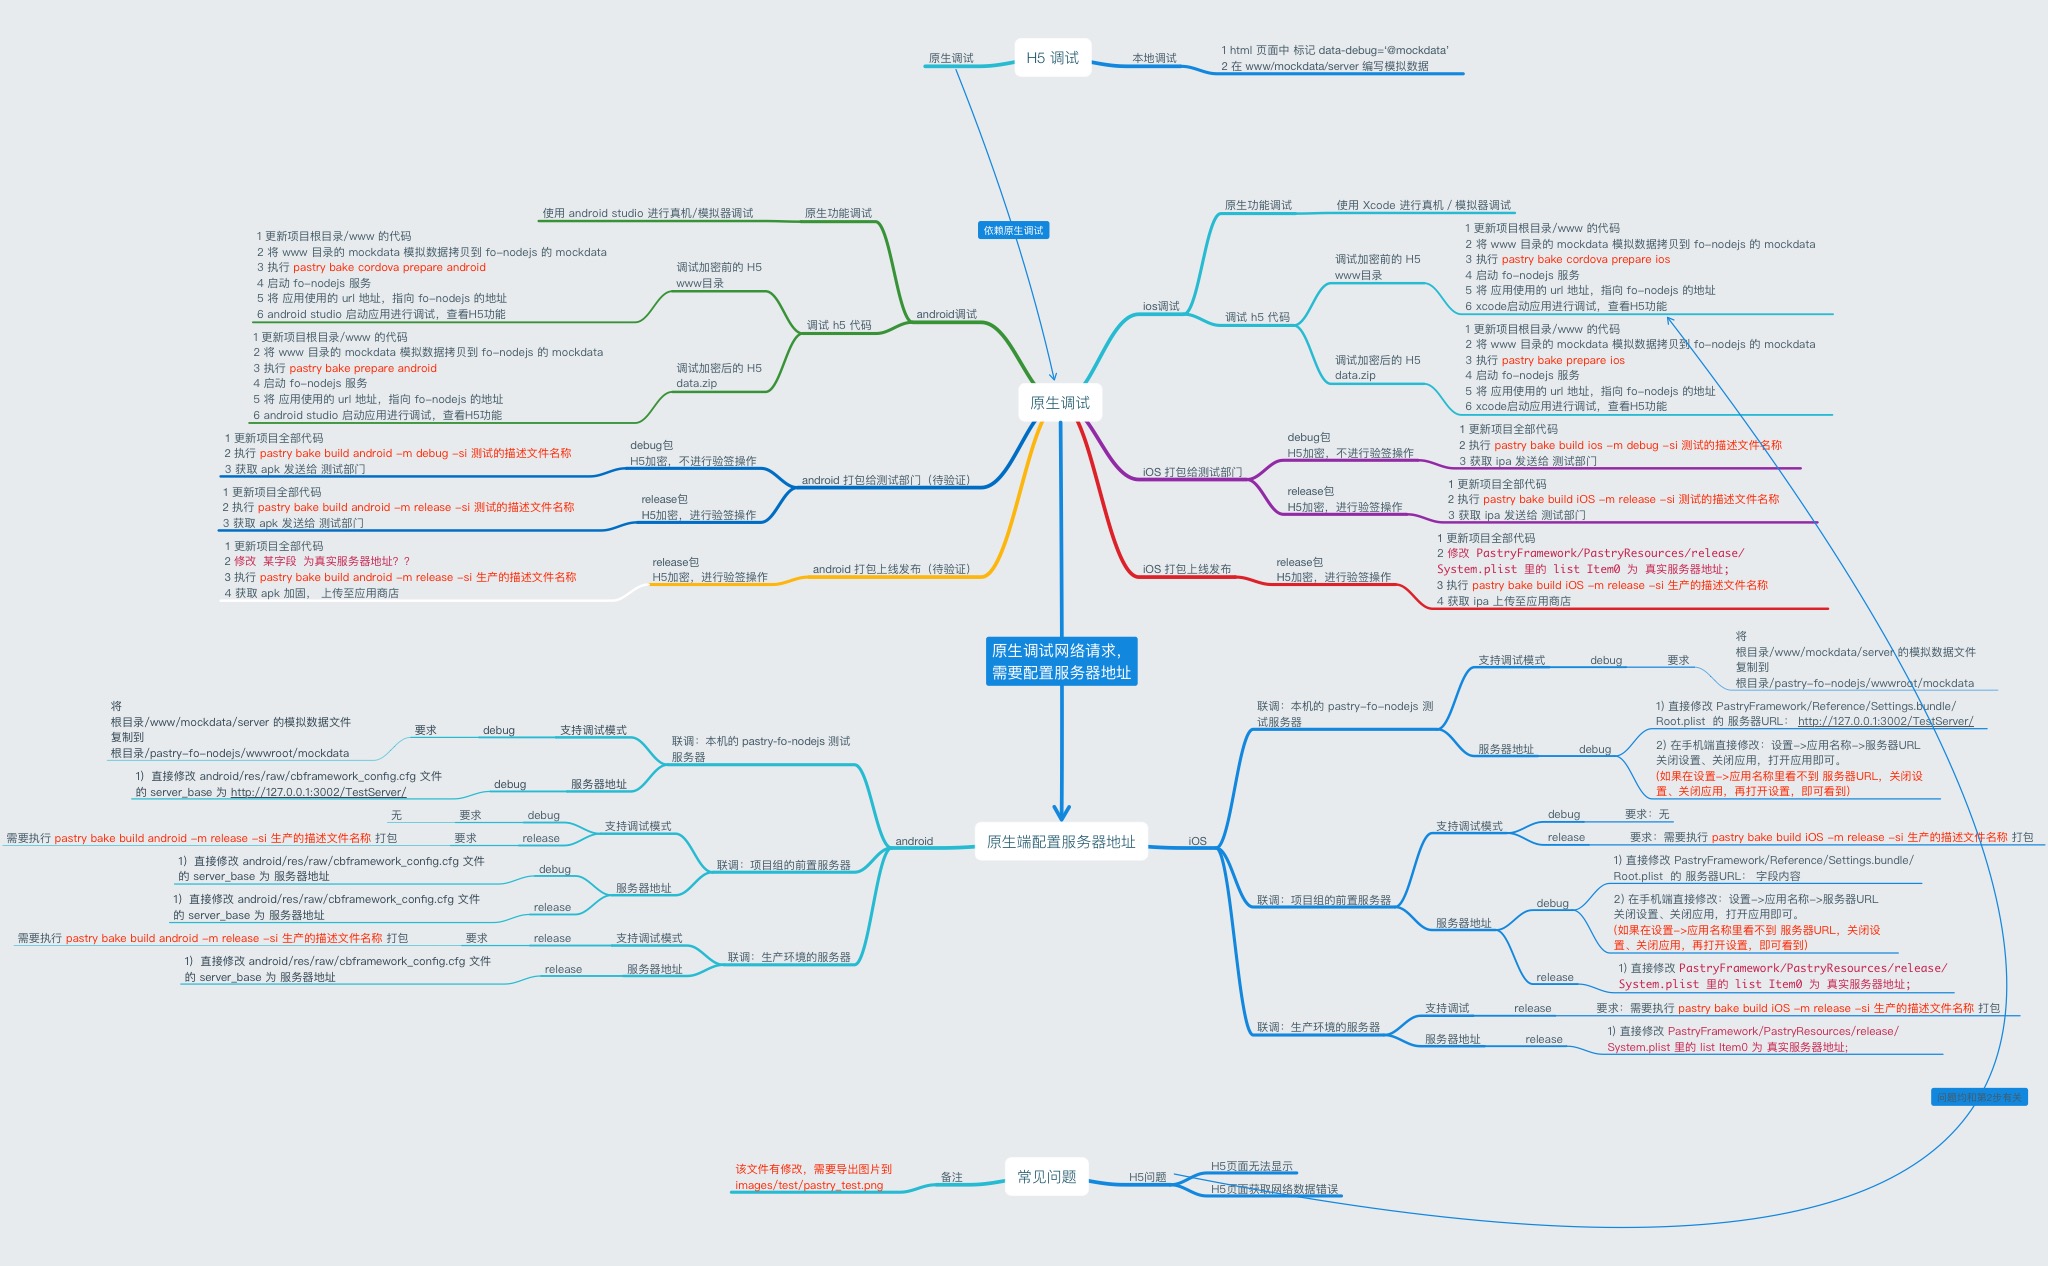 原生调试
H5 调试
本地调试
1 html 页面中 标记 data-debug='@mockdata'
2 在 www/mockdata/server 编写模拟数据
依赖原生调试
原生调试
android调试
原生功能调试
使用 android studio 进行真机/模拟器调试
调试 h5 代码
调试加密前的 H5
www目录
1 更新项目根目录/www 的代码
2 将 www 目录的 mockdata 模拟数据拷贝到 fo-nodejs 的 mockdata
3 执行 pastry bake cordova prepare android
4 启动 fo-nodejs 服务
5 将 应用使用的 url 地址，指向 fo-nodejs 的地址
6 android studio 启动应用进行调试，查看H5功能
调试加密后的 H5
data.zip
1 更新项目根目录/www 的代码
2 将 www 目录的 mockdata 模拟数据拷贝到 fo-nodejs 的 mockdata
3 执行 pastry bake prepare android
4 启动 fo-nodejs 服务
5 将 应用使用的 url 地址，指向 fo-nodejs 的地址
6 android studio 启动应用进行调试，查看H5功能
android 打包给测试部门（待验证）
debug包
H5加密，不进行验签操作
1 更新项目全部代码
2 执行 pastry bake build android -m debug -si 测试的描述文件名称
3 获取 apk 发送给 测试部门
release包
H5加密，进行验签操作
1 更新项目全部代码
2 执行 pastry bake build android -m release -si 测试的描述文件名称
3 获取 apk 发送给 测试部门
android 打包上线发布（待验证）
release包
H5加密，进行验签操作
1 更新项目全部代码
2 修改 某字段 为真实服务器地址？？
3 执行 pastry bake build android -m release -si 生产的描述文件名称
4 获取 apk 加固， 上传至应用商店
ios调试
原生功能调试
使用 Xcode 进行真机 / 模拟器调试
调试 h5 代码
调试加密前的 H5
www目录
1 更新项目根目录/www 的代码
2 将 www 目录的 mockdata 模拟数据拷贝到 fo-nodejs 的 mockdata
3 执行 pastry bake cordova prepare ios
4 启动 fo-nodejs 服务
5 将 应用使用的 url 地址，指向 fo-nodejs 的地址
6 xcode启动应用进行调试，查看H5功能
调试加密后的 H5
data.zip
1 更新项目根目录/www 的代码
2 将 www 目录的 mockdata 模拟数据拷贝到 fo-nodejs 的 mockdata
3 执行 pastry bake prepare ios
4 启动 fo-nodejs 服务
5 将 应用使用的 url 地址，指向 fo-nodejs 的地址
6 xcode启动应用进行调试，查看H5功能
iOS 打包给测试部门
debug包
H5加密，不进行验签操作
1 更新项目全部代码
2 执行 pastry bake build ios -m debug -si 测试的描述文件名称
3 获取 ipa 发送给 测试部门
release包
H5加密，进行验签操作
1 更新项目全部代码
2 执行 pastry bake build iOS -m release -si 测试的描述文件名称
3 获取 ipa 发送给 测试部门
iOS 打包上线发布
release包
H5加密，进行验签操作
1 更新项目全部代码
2 修改 PastryFramework/PastryResources/release/
System.plist 里的 list Item0 为 真实服务器地址;
3 执行 pastry bake build iOS -m release -si 生产的描述文件名称
4 获取 ipa 上传至应用商店
原生调试网络请求，
需要配置服务器地址
原生端配置服务器地址
android
联调：本机的 pastry-fo-nodejs 测试
服务器
支持调试模式
debug
要求
将
根目录/www/mockdata/server 的模拟数据文件
复制到
根目录/pastry-fo-nodejs/wwwroot/mockdata
服务器地址
debug
1）直接修改 android/res/raw/cbframework_config.cfg 文件
的 server_base 为 http://127.0.0.1:3002/TestServer/
联调：项目组的前置服务器
支持调试模式
debug
要求
无
release
要求
需要执行 pastry bake build android -m release -si 生产的描述文件名称 打包
服务器地址
debug
1）直接修改 android/res/raw/cbframework_config.cfg 文件
的 server_base 为 服务器地址
release
1）直接修改 android/res/raw/cbframework_config.cfg 文件
的 server_base 为 服务器地址
联调：生产环境的服务器
支持调试模式
release
要求
需要执行 pastry bake build android -m release -si 生产的描述文件名称 打包
服务器地址
release
1）直接修改 android/res/raw/cbframework_config.cfg 文件
的 server_base 为 服务器地址
iOS
联调：本机的 pastry-fo-nodejs 测
试服务器
支持调试模式
debug
要求
将
根目录/www/mockdata/server 的模拟数据文件
复制到
根目录/pastry-fo-nodejs/wwwroot/mockdata
服务器地址
debug
1) 直接修改 PastryFramework/Reference/Settings.bundle/
Root.plist 的 服务器URL： http://127.0.0.1:3002/TestServer/
2) 在手机端直接修改：设置->应用名称->服务器URL
关闭设置、关闭应用，打开应用即可。
(如果在设置->应用名称里看不到 服务器URL，关闭设
置、关闭应用，再打开设置，即可看到)
联调：项目组的前置服务器
支持调试模式
debug
要求：无
release
要求：需要执行 pastry bake build iOS -m release -si 生产的描述文件名称 打包
服务器地址
debug
1) 直接修改 PastryFramework/Reference/Settings.bundle/
Root.plist 的 服务器URL： 字段内容
2) 在手机端直接修改：设置->应用名称->服务器URL
关闭设置、关闭应用，打开应用即可。
(如果在设置->应用名称里看不到 服务器URL，关闭设
置、关闭应用，再打开设置，即可看到)
release
1) 直接修改 PastryFramework/PastryResources/release/
System.plist 里的 list Item0 为 真实服务器地址;
联调：生产环境的服务器
支持调试
release
要求：需要执行 pastry bake build iOS -m release -si 生产的描述文件名称 打包
服务器地址
release
1) 直接修改 PastryFramework/PastryResources/release/
System.plist 里的 list Item0 为 真实服务器地址;
问题均和第2步有关
常见问题
备注
该文件有修改，需要导出图片到
images/test/pastry_test.png
H5问题
H5页面无法显示
H5页面获取网络数据错误